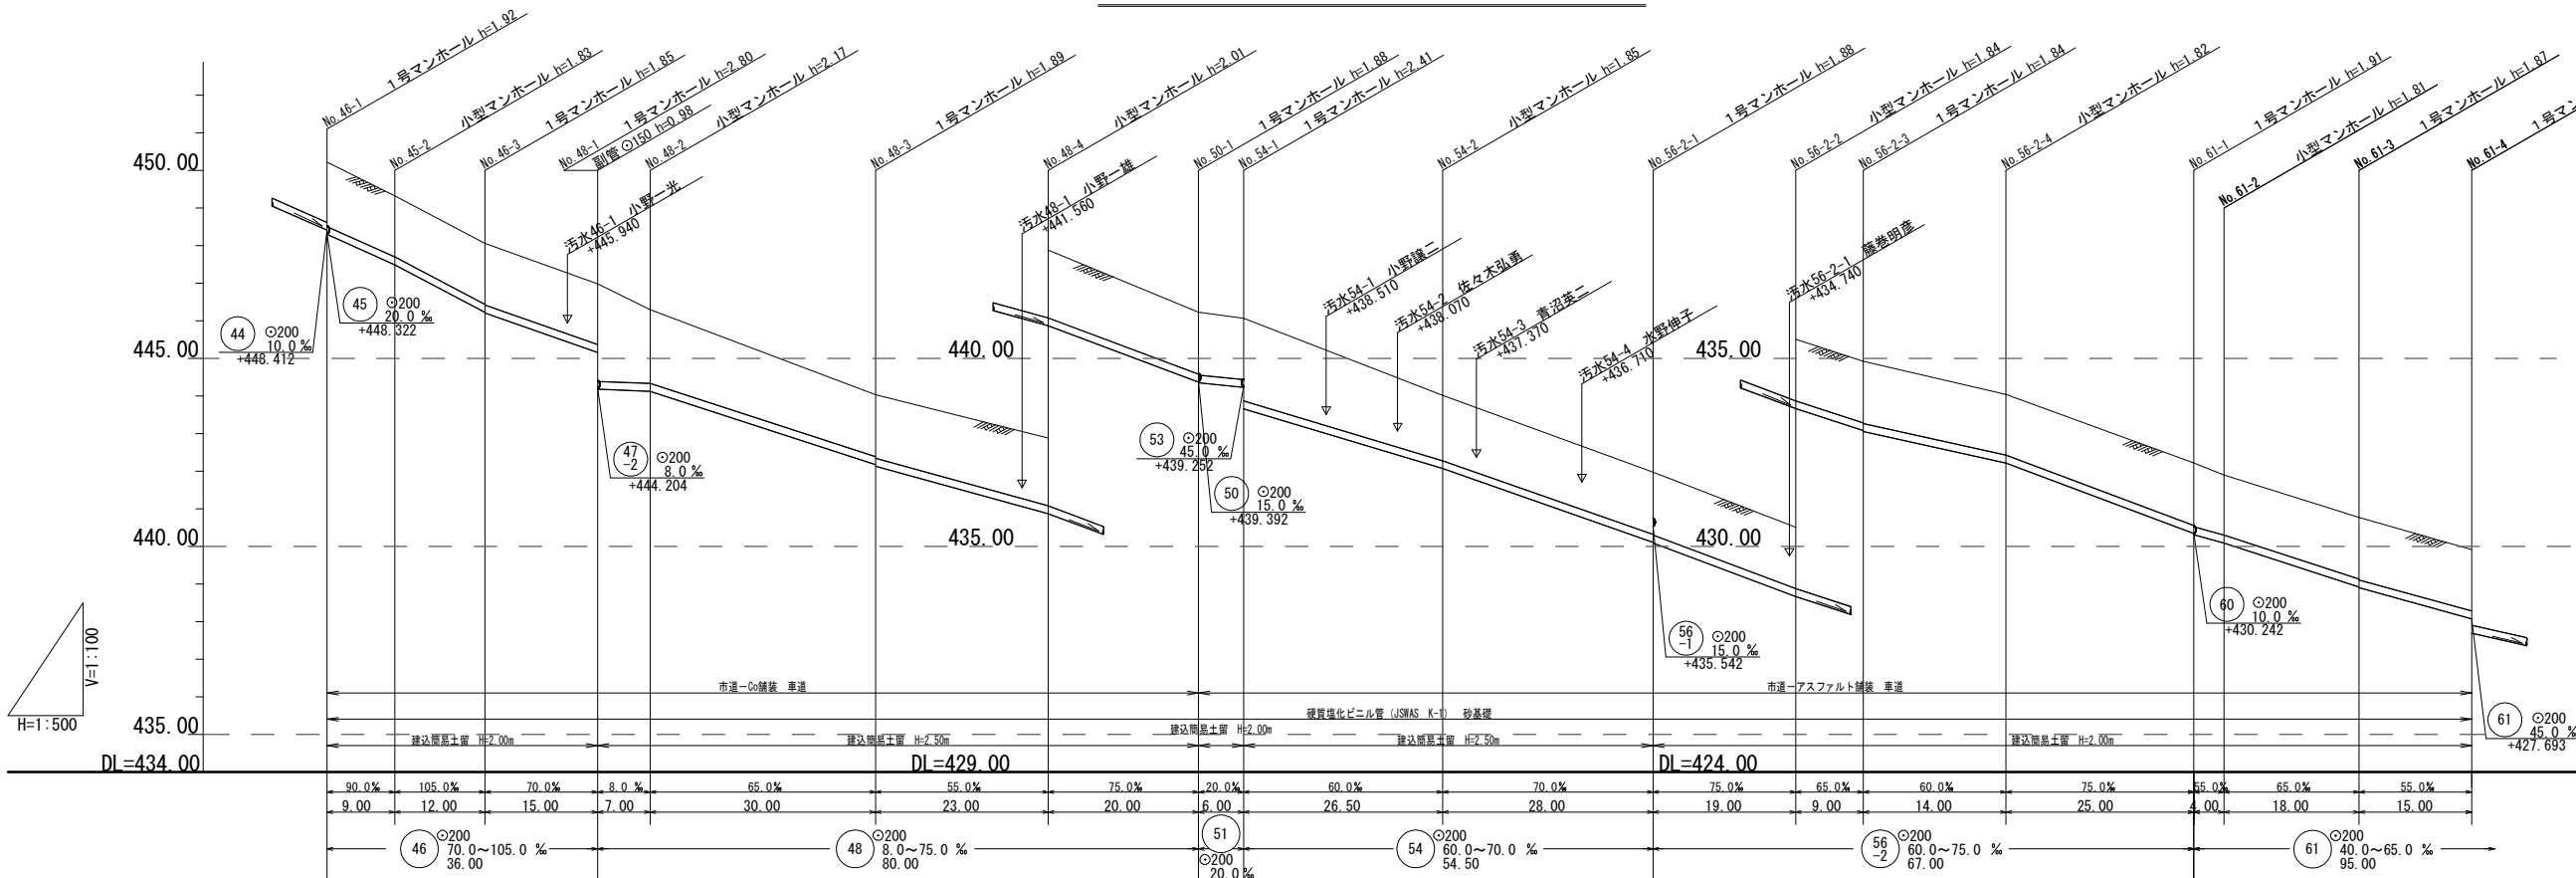 No.46-1 1号マンホール h=1.92
No.45-2 小型マンホール h=1.83
No.46-3 1号マンホール h=1.85
No.48-1 1号マンホール h=2.80
副管 ⊙150 h=0.98
No.48-2 小型マンホール h=2.17
No.48-3 1号マンホール h=1.89
No.48-4 小型マンホール h=2.01
No.50-1 1号マンホール h=1.88
No.54-1 1号マンホール h=2.41
No.54-2 小型マンホール h=1.85
No.56-2-1 1号マンホール h=1.88
No.56-2-2 小型マンホール h=1.84
No.56-2-3 1号マンホール h=1.84
No.56-2-4 小型マンホール h=1.82
No.61-1 1号マンホール h=1.91
No.61-2 小型マンホール h=1.81
No.61-3 1号マンホール h=1.87
No.61-4 1号マン
汚水46-1 小野一光
+445.940
汚水48-1 小野一雄
+441.560
汚水54-1 小野譲二
+438.510
汚水54-2 佐々木弘勇
+438.070
汚水54-3 青沼英二
+437.370
汚水54-4 水野伸子
+436.710
汚水56-2-1 藤巻明彦
+434.740
450.00
445.00
440.00
435.00
DL=434.00
440.00
435.00
DL=429.00
435.00
430.00
DL=424.00
44 ⊙200
10.0 ‰
+448.412
45 ⊙200
20.0 ‰
+448.322
47
-2 ⊙200
8.0 ‰
+444.204
53 ⊙200
45.0 ‰
+439.252
50 ⊙200
15.0 ‰
+439.392
56
-1 ⊙200
15.0 ‰
+435.542
60 ⊙200
10.0 ‰
+430.242
61 ⊙200
45.0 ‰
+427.693
V=1:100
H=1:500
市道-Co舗装 車道
市道-アスファルト舗装 車道
硬質塩化ビニル管 (JSWAS K-1) 砂基礎
建込簡易土留 H=2.00m
建込簡易土留 H=2.50m
建込簡易土留 H=2.00m
建込簡易土留 H=2.50m
建込簡易土留 H=2.00m
90.0‰ 105.0‰ 70.0‰ 8.0 ‰ 65.0‰ 55.0‰ 75.0‰ 20.0‰ 60.0‰ 70.0‰ 75.0‰ 65.0‰ 60.0‰ 75.0‰ 55.0‰ 65.0‰ 55.0‰
9.00 12.00 15.00 7.00 30.00 23.00 20.00 6.00 26.50 28.00 19.00 9.00 14.00 25.00 4.00 18.00 15.00
46 ⊙200
70.0～105.0 ‰
36.00
48 ⊙200
8.0～75.0 ‰
80.00
51
⊙200
20.0 ‰
54 ⊙200
60.0～70.0 ‰
54.50
56
-2 ⊙200
60.0～75.0 ‰
67.00
61 ⊙200
40.0～65.0 ‰
95.00